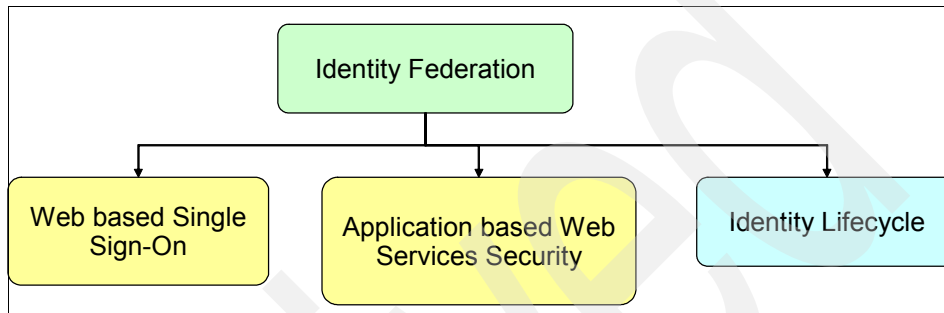 Identity Federation
Web based Single
Sign-On
Application based Web
Services Security
Identity Lifecycle